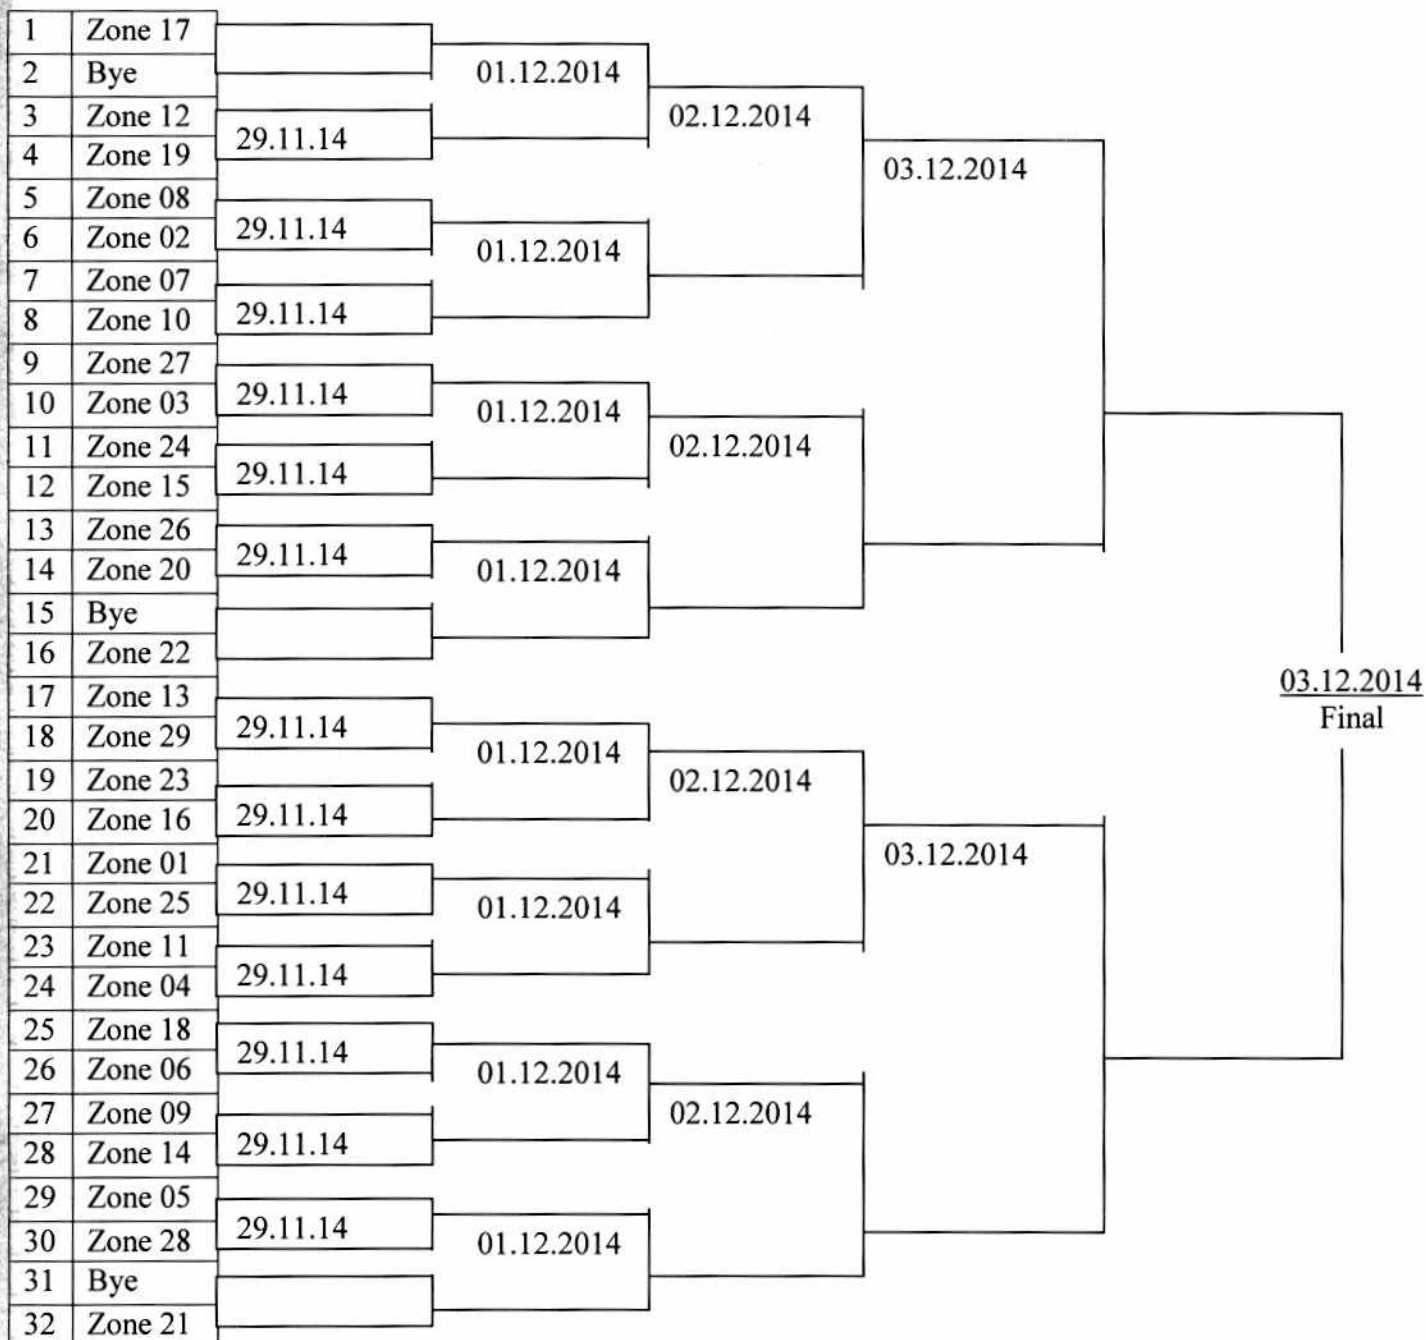 1 Zone 17
2 Bye
3 Zone 12
4 Zone 19
5 Zone 08
6 Zone 02
7 Zone 07
8 Zone 10
9 Zone 27
10 Zone 03
11 Zone 24
12 Zone 15
13 Zone 26
14 Zone 20
15 Bye
16 Zone 22
17 Zone 13
18 Zone 29
19 Zone 23
20 Zone 16
21 Zone 01
22 Zone 25
23 Zone 11
24 Zone 04
25 Zone 18
26 Zone 06
27 Zone 09
28 Zone 14
29 Zone 05
30 Zone 28
31 Bye
32 Zone 21
29.11.14
29.11.14
29.11.14
29.11.14
29.11.14
29.11.14
29.11.14
29.11.14
29.11.14
29.11.14
29.11.14
29.11.14
29.11.14
01.12.2014
01.12.2014
01.12.2014
01.12.2014
01.12.2014
01.12.2014
01.12.2014
01.12.2014
02.12.2014
02.12.2014
02.12.2014
02.12.2014
03.12.2014
03.12.2014
03.12.2014
Final